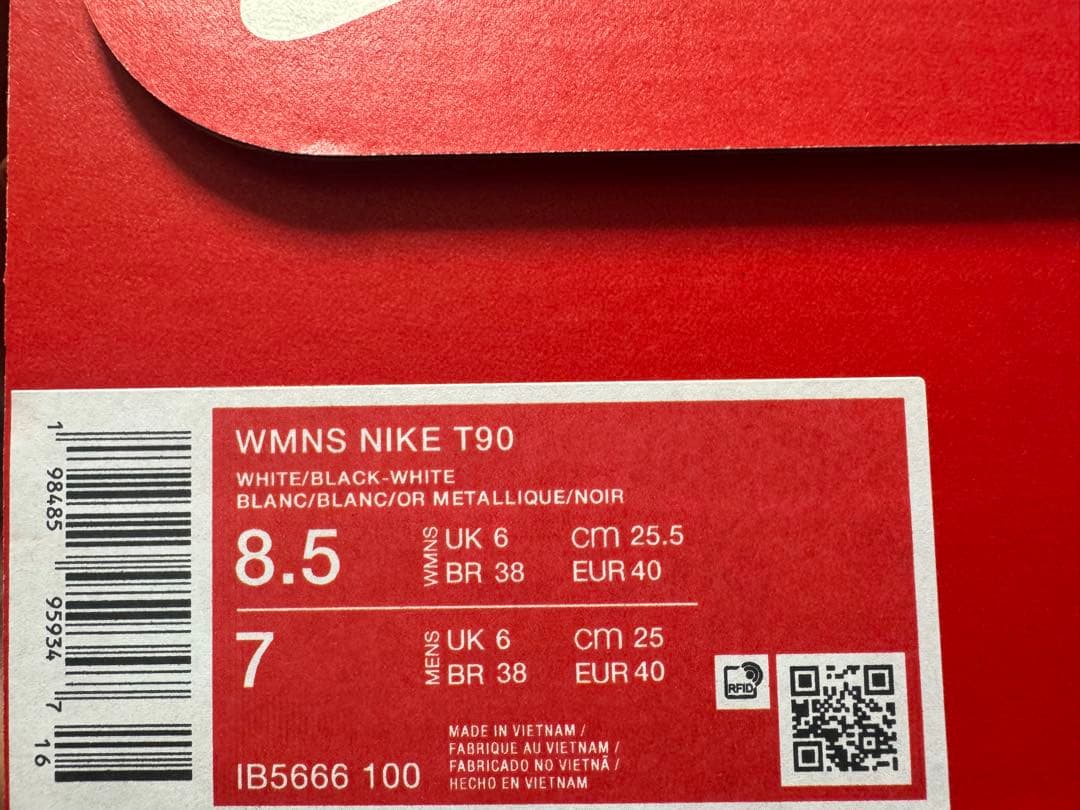 WMNS NIKE T90
WHITE/BLACK-WHITE
BLANC/BLANC/OR METALLIQUE/NOIR
8.5 WMNS UK 6 cm 25.5
BR 38 EUR 40
7 MENS UK 6 cm 25
BR 38 EUR 40
RFID
MADE IN VIETNAM /
FABRIQUE AU VIETNAM /
FABRICADO NO VIETNÃ /
HECHO EN VIETNAM
IB5666 100
1 98485 95934 7 16